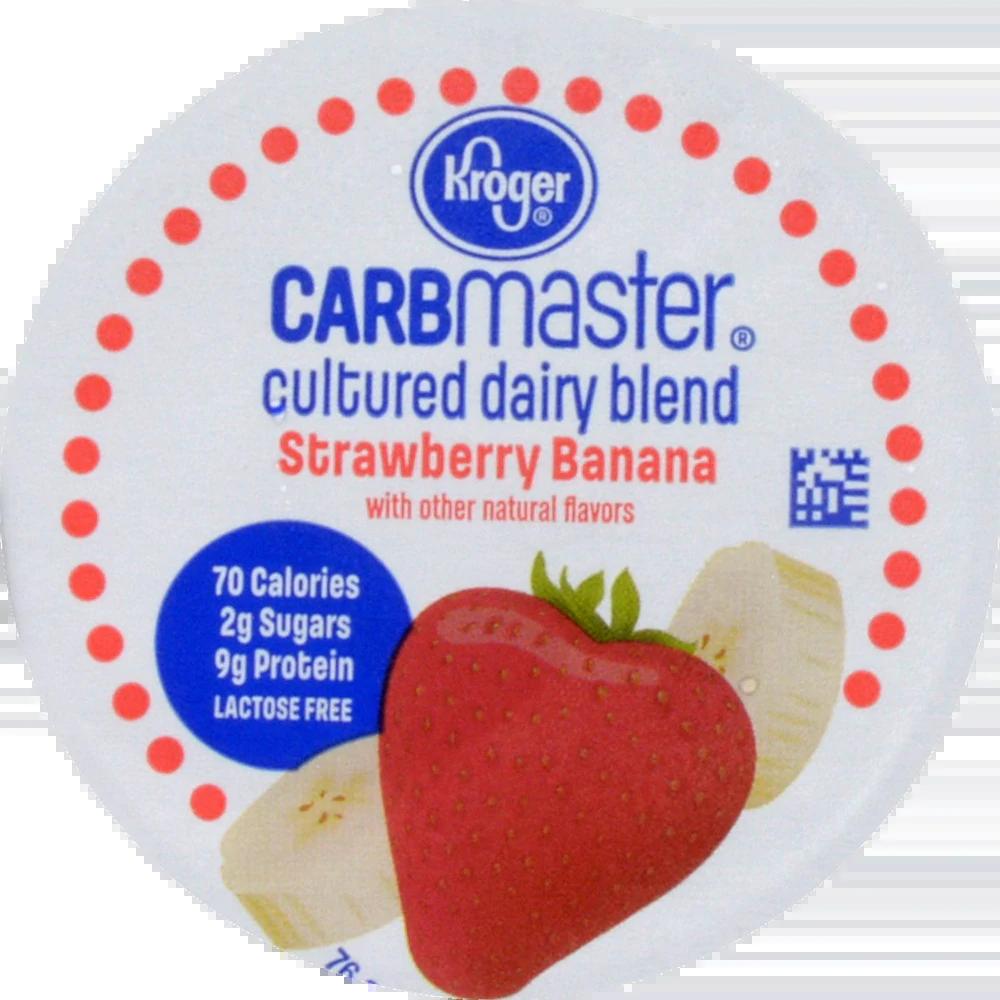 Kroger®
CARBmaster®
cultured dairy blend
Strawberry Banana
with other natural flavors
70 Calories
2g Sugars
9g Protein
LACTOSE FREE
76